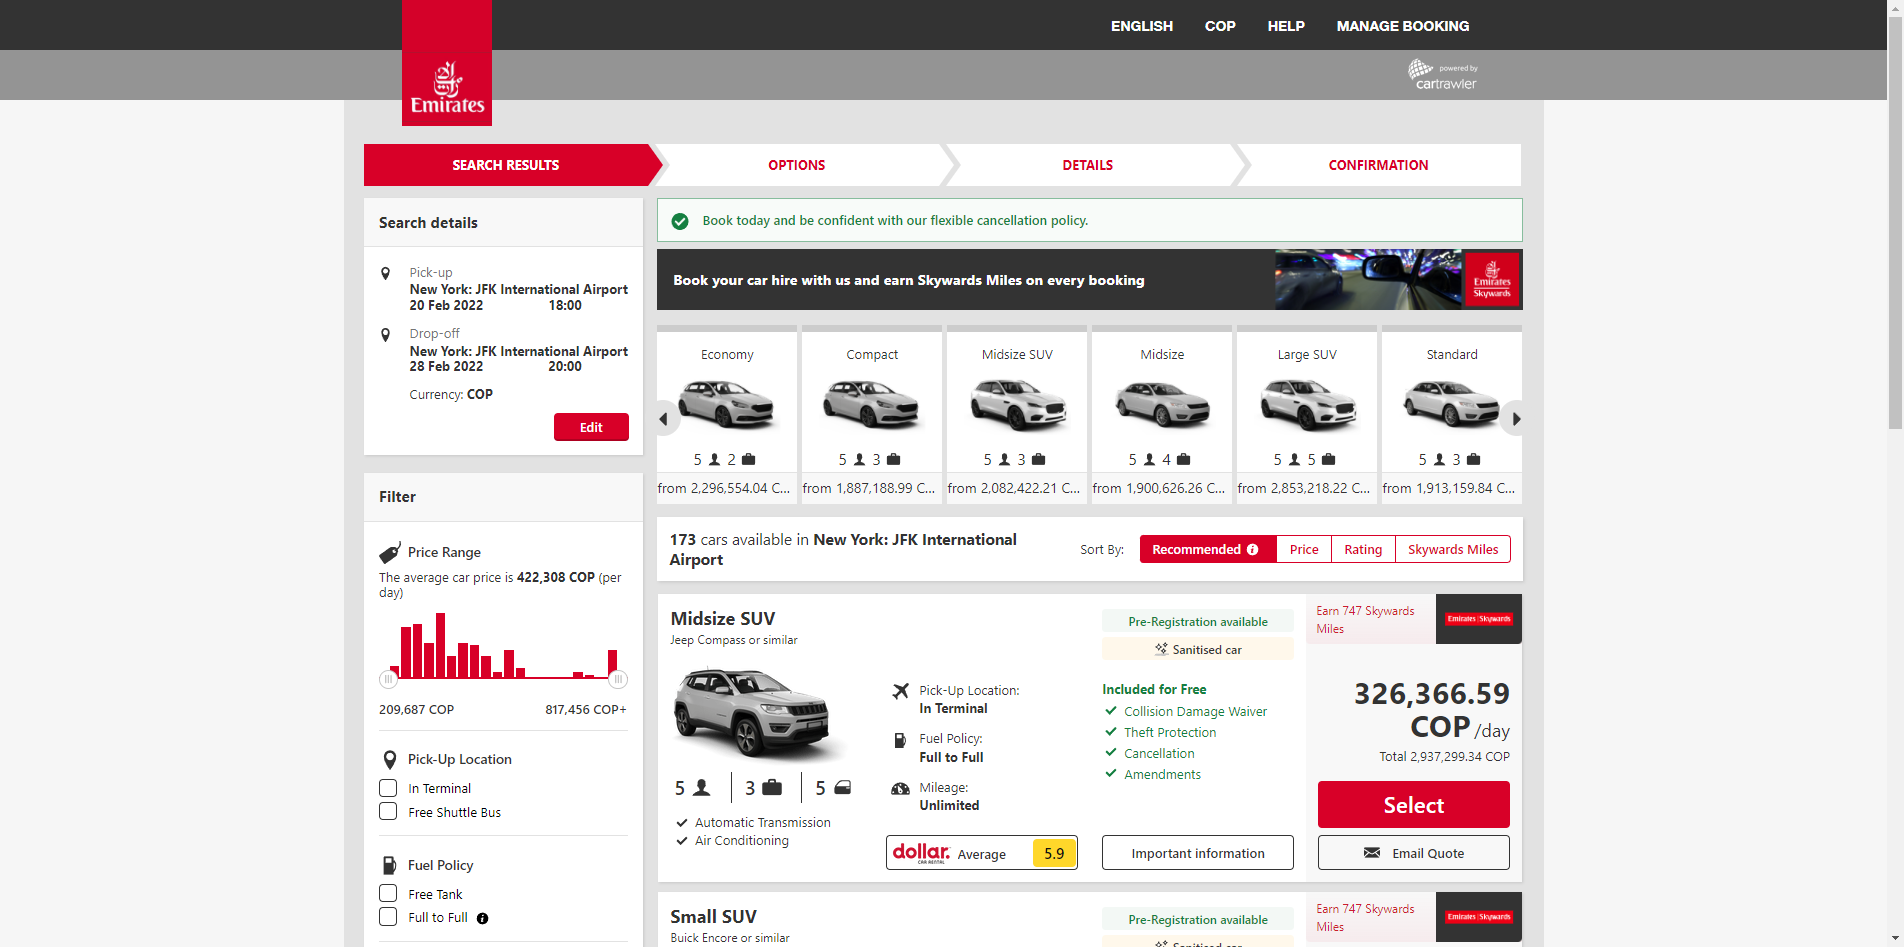 ENGLISH COP HELP MANAGE BOOKING
Emirates
powered by
cartrawler
SEARCH RESULTS OPTIONS DETAILS CONFIRMATION
Search details
Pick-up
New York: JFK International Airport
20 Feb 2022 18:00
Drop-off
New York: JFK International Airport
28 Feb 2022 20:00
Currency: COP
Edit
Filter
Price Range
The average car price is 422,308 COP (per
day)
209,687 COP 817,456 COP+
Pick-Up Location
In Terminal
Free Shuttle Bus
Fuel Policy
Free Tank
Full to Full
Book today and be confident with our flexible cancellation policy.
Book your car hire with us and earn Skywards Miles on every booking
Emirates
Skywards
Economy Compact Midsize SUV Midsize Large SUV Standard
5 2 5 3 5 3 5 4 5 5 5 3
from 2,296,554.04 C... from 1,887,188.99 C... from 2,082,422.21 C... from 1,900,626.26 C... from 2,853,218.22 C... from 1,913,159.84 C...
173 cars available in New York: JFK International
Airport
Sort By: Recommended Price Rating Skywards Miles
Midsize SUV
Jeep Compass or similar
5 3 5
Automatic Transmission
Air Conditioning
Pick-Up Location:
In Terminal
Fuel Policy:
Full to Full
Mileage:
Unlimited
dollar.
CAR RENTAL
Average 5.9
Pre-Registration available
Sanitised car
Included for Free
Collision Damage Waiver
Theft Protection
Cancellation
Amendments
Important information
Earn 747 Skywards
Miles
Emirates Skywards
326,366.59
COP /day
Total 2,937,299.34 COP
Select
Email Quote
Small SUV
Buick Encore or similar
Pre-Registration available
Sanitised car
Earn 747 Skywards
Miles
Emirates Skywards